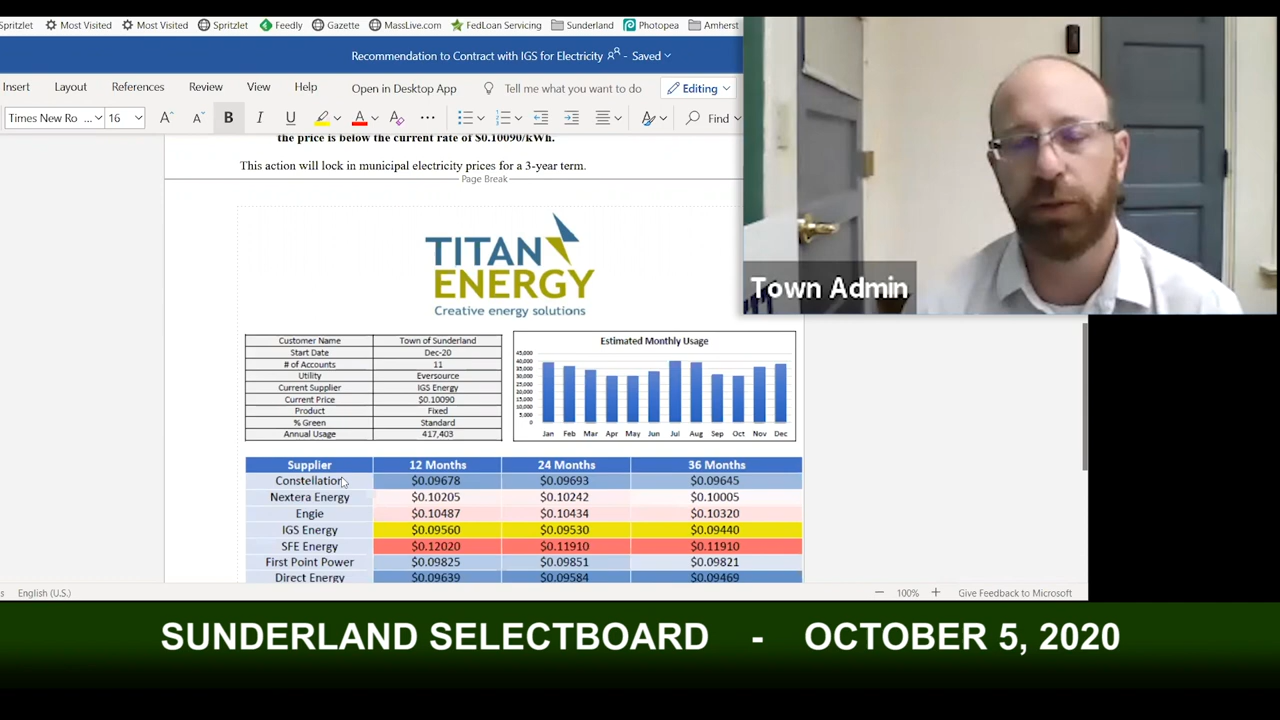 Spritzlet Most Visited Most Visited Spritzlet Feedly Gazette MassLive.com FedLoan Servicing Sunderland Photopea Amherst
Recommendation to Contract with IGS for Electricity - Saved
Insert Layout References Review View Help Open in Desktop App Tell me what you want to do Editing
Times New Ro ... 16 A A B I U A A ... Find
the price is below the current rate of $0.10090/kWh.
This action will lock in municipal electricity prices for a 3-year term.
Page Break
TITAN
ENERGY
Creative energy solutions
Customer Name Town of Sunderland
Start Date Dec-20
# of Accounts 11
Utility Eversource
Current Supplier IGS Energy
Current Price $0.10090
Product Fixed
% Green Standard
Annual Usage 417,403
Estimated Monthly Usage
45,000
40,000
35,000
30,000
25,000
20,000
15,000
10,000
5,000
0
Jan Feb Mar Apr May Jun Jul Aug Sep Oct Nov Dec
Supplier 12 Months 24 Months 36 Months
Constellation $0.09678 $0.09693 $0.09645
Nextera Energy $0.10205 $0.10242 $0.10005
Engie $0.10487 $0.10434 $0.10320
IGS Energy $0.09560 $0.09530 $0.09440
SFE Energy $0.12020 $0.11910 $0.11910
First Point Power $0.09825 $0.09851 $0.09821
Direct Energy $0.09639 $0.09584 $0.09469
English (U.S.) 100% Give Feedback to Microsoft
Town Admin
SUNDERLAND SELECTBOARD - OCTOBER 5, 2020